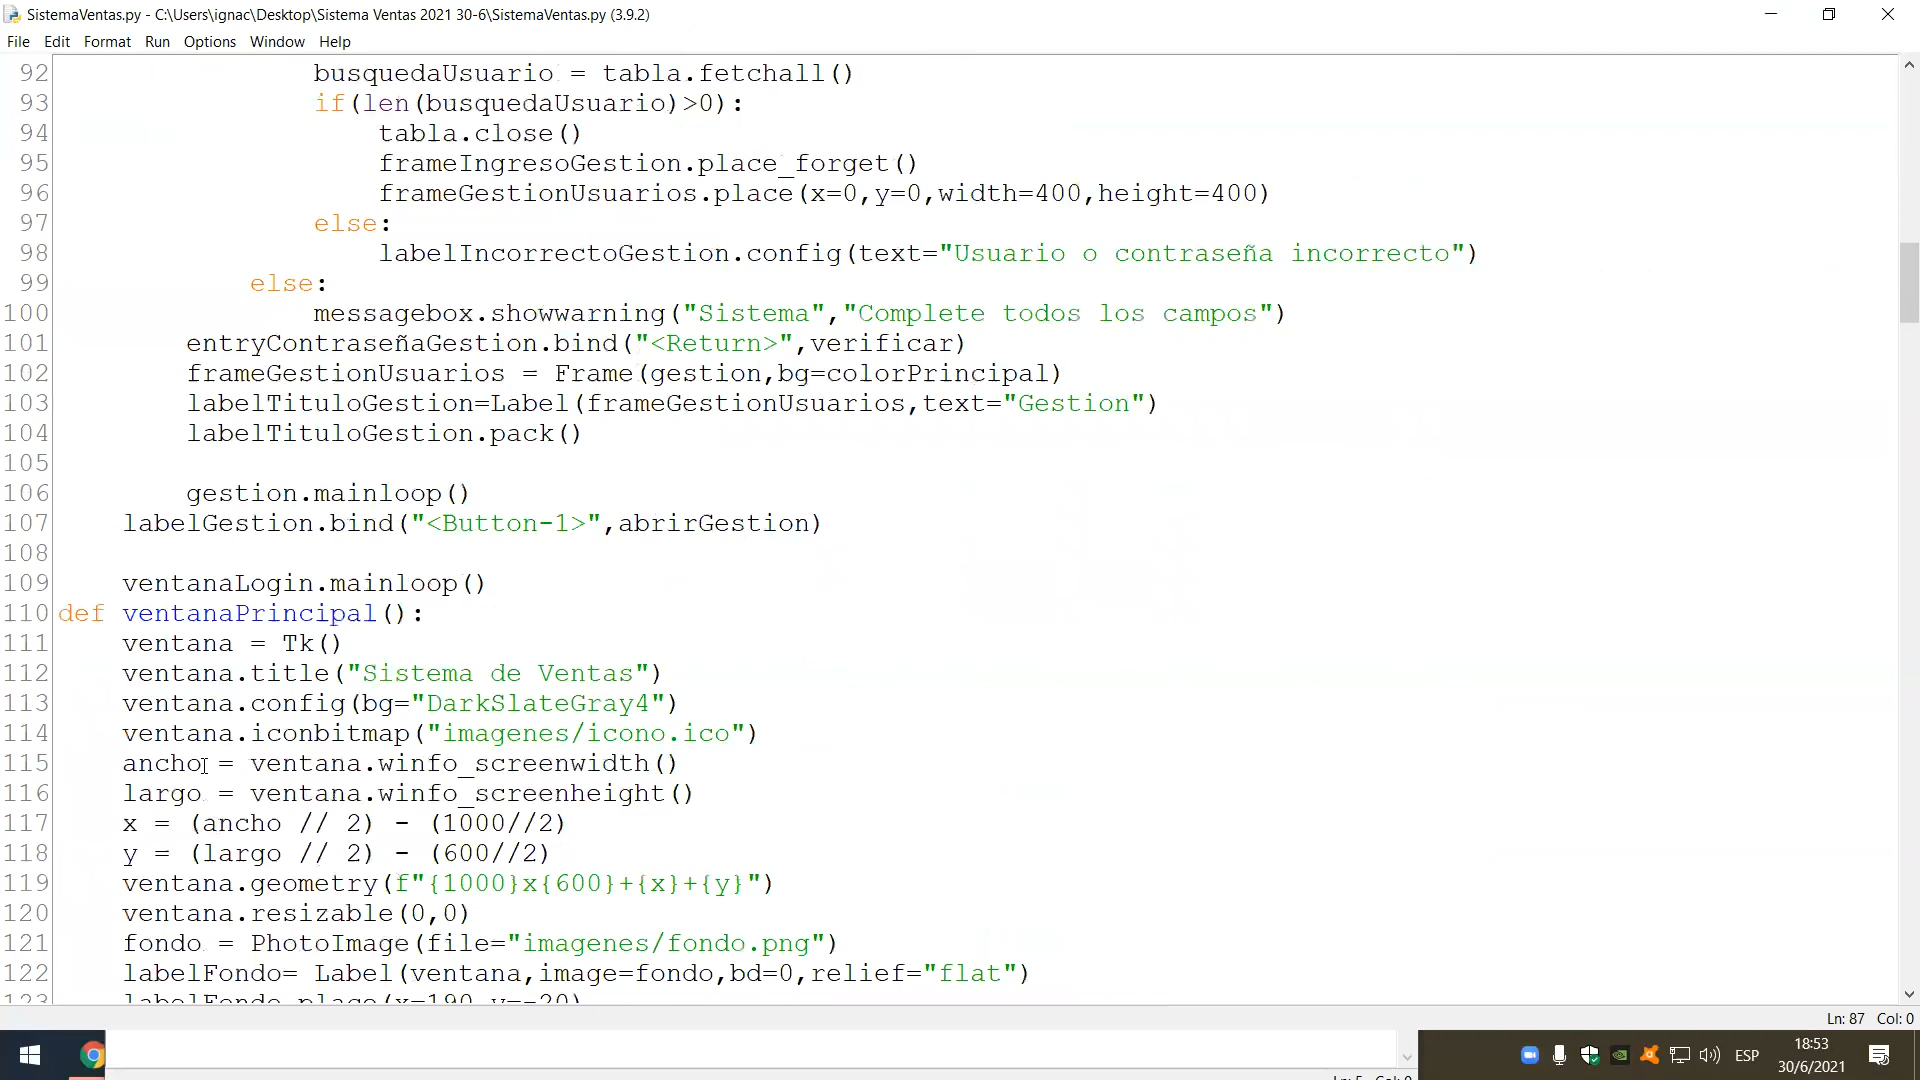 SistemaVentas.py - C:\Users\ignac\Desktop\Sistema Ventas 2021 30-6\SistemaVentas.py (3.9.2)
File Edit Format Run Options Window Help
92 busquedaUsuario = tabla.fetchall()
93 if(len(busquedaUsuario)>0):
94 tabla.close()
95 frameIngresoGestion.place_forget()
96 frameGestionUsuarios.place(x=0,y=0,width=400,height=400)
97 else:
98 labelIncorrectoGestion.config(text="Usuario o contraseña incorrecto")
99 else:
100 messagebox.showwarning("Sistema","Complete todos los campos")
101 entryContraseñaGestion.bind("<Return>",verificar)
102 frameGestionUsuarios = Frame(gestion,bg=colorPrincipal)
103 labelTituloGestion=Label(frameGestionUsuarios,text="Gestion")
104 labelTituloGestion.pack()
105
106 gestion.mainloop()
107 labelGestion.bind("<Button-1>",abrirGestion)
108
109 ventanaLogin.mainloop()
110 def ventanaPrincipal():
111 ventana = Tk()
112 ventana.title("Sistema de Ventas")
113 ventana.config(bg="DarkSlateGray4")
114 ventana.iconbitmap("imagenes/icono.ico")
115 ancho = ventana.winfo_screenwidth()
116 largo = ventana.winfo_screenheight()
117 x = (ancho // 2) - (1000//2)
118 y = (largo // 2) - (600//2)
119 ventana.geometry(f"{1000}x{600}+{x}+{y}")
120 ventana.resizable(0,0)
121 fondo = PhotoImage(file="imagenes/fondo.png")
122 labelFondo= Label(ventana,image=fondo,bd=0,relief="flat")
123 labelFondo.place(x=190,y=-20)
Ln: 87 Col: 0
ESP
18:53
30/6/2021
Ln: 5 Col: 0